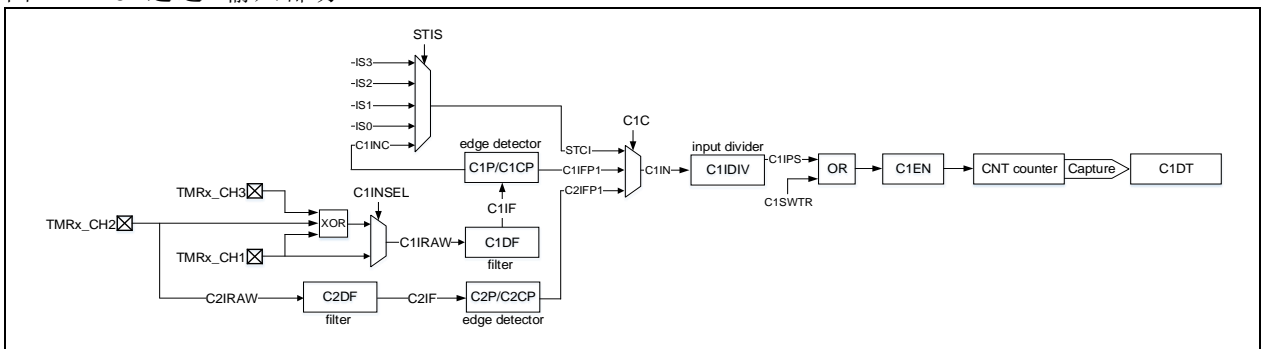 STIS
-IS3
-IS2
-IS1
-IS0
C1INC
edge detector
C1P/C1CP
STCI
C1IFP1
C2IFP1
C1C
C1IN
input divider
C1IDIV
C1IPS
C1SWTR
OR
C1EN
CNT counter
Capture
C1DT
TMRx_CH3
TMRx_CH2
TMRx_CH1
XOR
C1INSEL
C1IRAW
C1IF
C1DF
filter
C2IRAW
C2DF
filter
C2IF
C2P/C2CP
edge detector